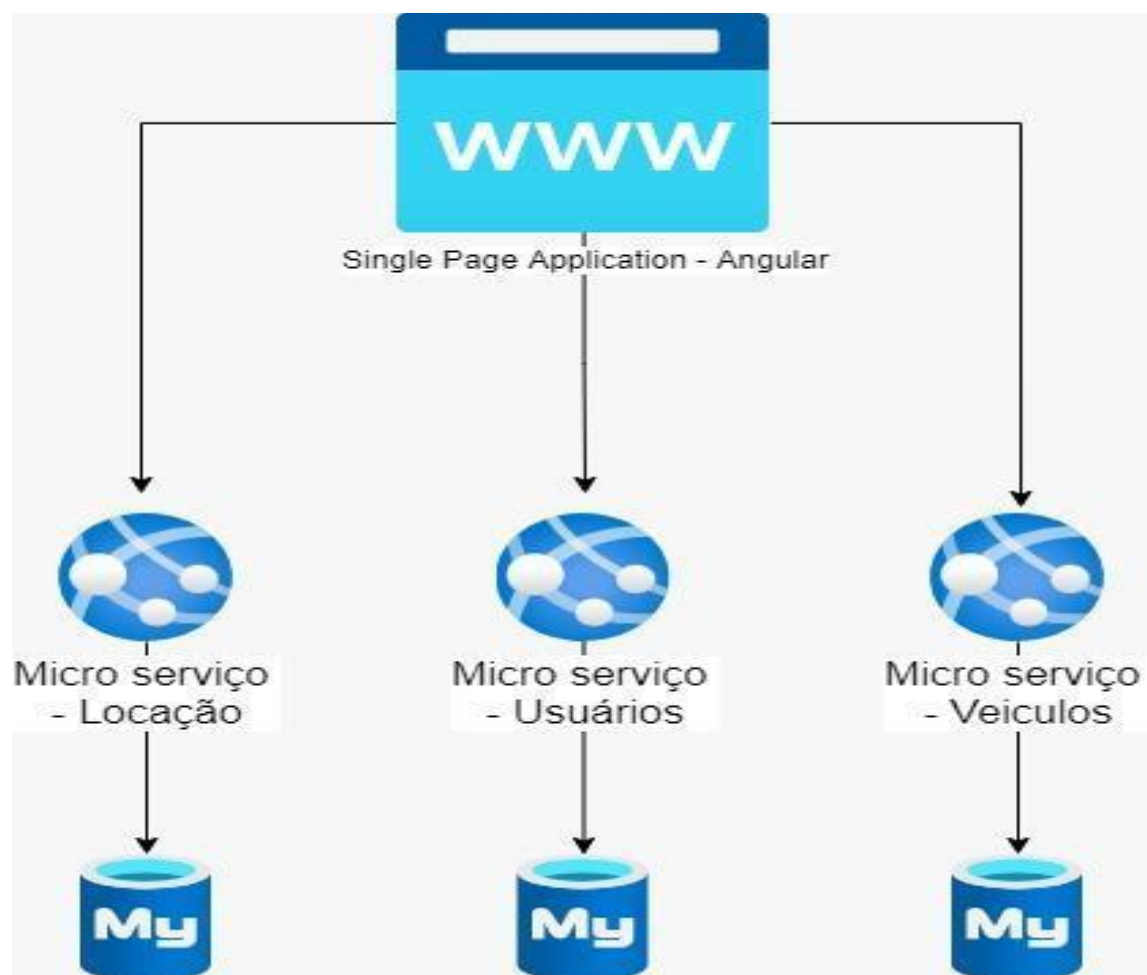 www
Single Page Application - Angular
Micro serviço
- Locação
Micro serviço
- Usuários
Micro serviço
- Veiculos
My
My
My